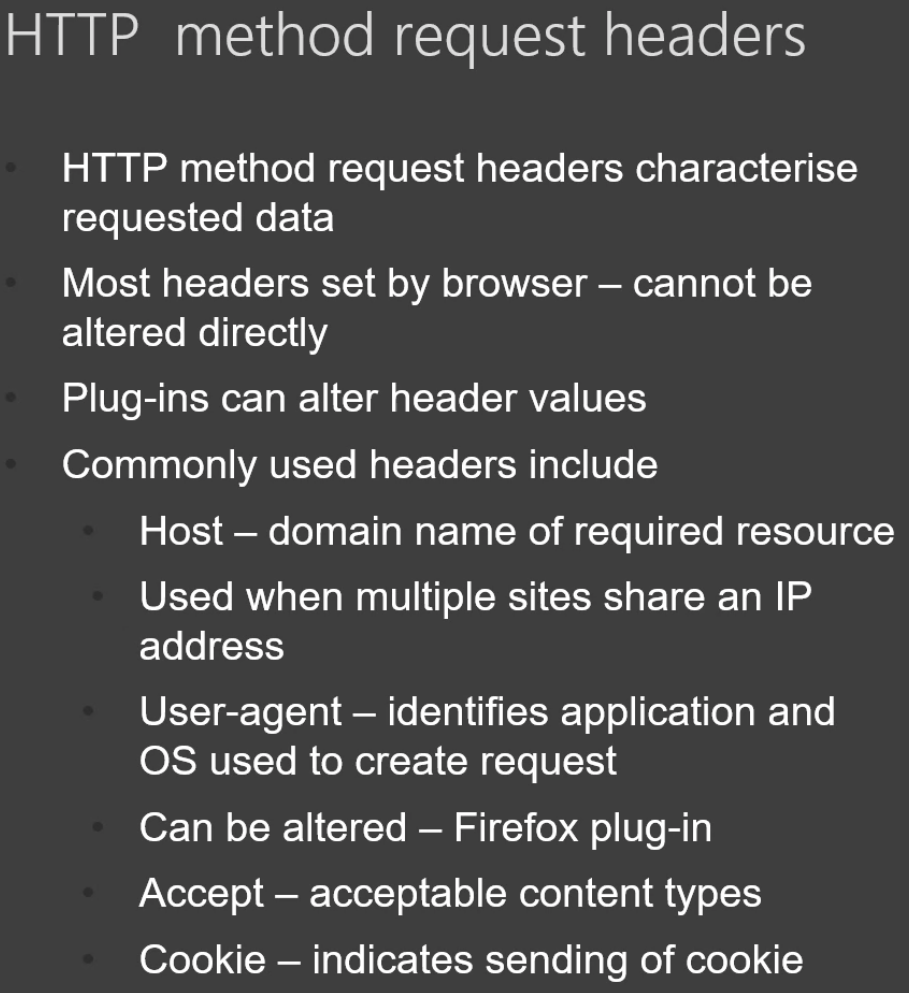 HTTP method request headers
HTTP method request headers characterise
requested data
Most headers set by browser – cannot be
altered directly
Plug-ins can alter header values
Commonly used headers include
Host – domain name of required resource
Used when multiple sites share an IP
address
User-agent – identifies application and
OS used to create request
Can be altered – Firefox plug-in
Accept – acceptable content types
Cookie – indicates sending of cookie